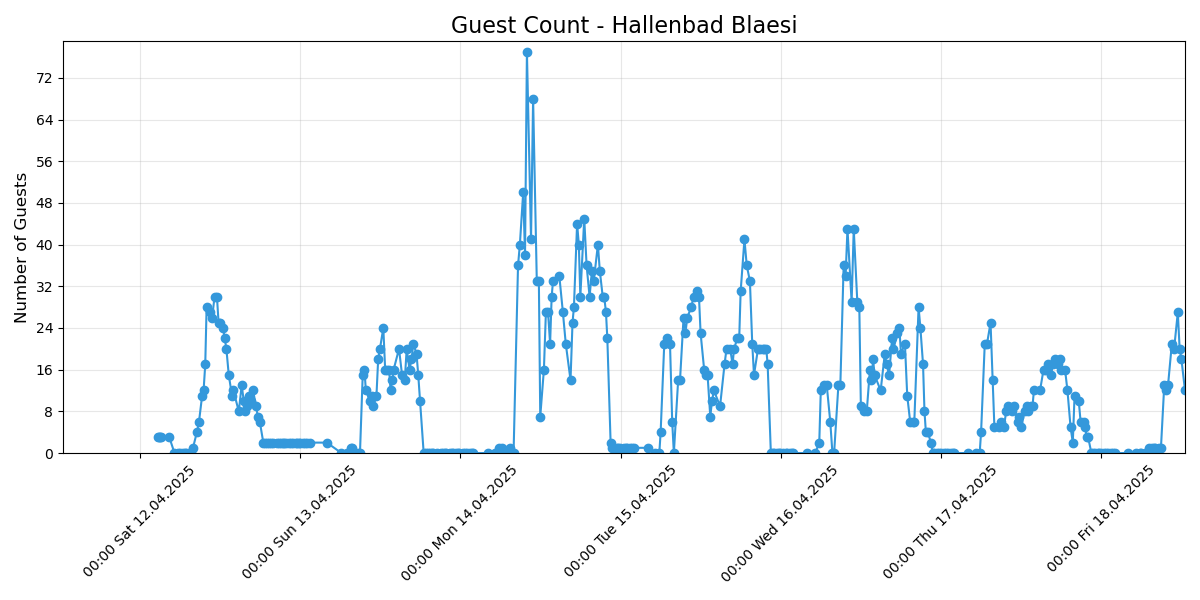 Guest Count - Hallenbad Blaesi
Number of Guests
72
64
56
48
40
32
24
16
8
0
00:00 Sat 12.04.2025
00:00 Sun 13.04.2025
00:00 Mon 14.04.2025
00:00 Tue 15.04.2025
00:00 Wed 16.04.2025
00:00 Thu 17.04.2025
00:00 Fri 18.04.2025